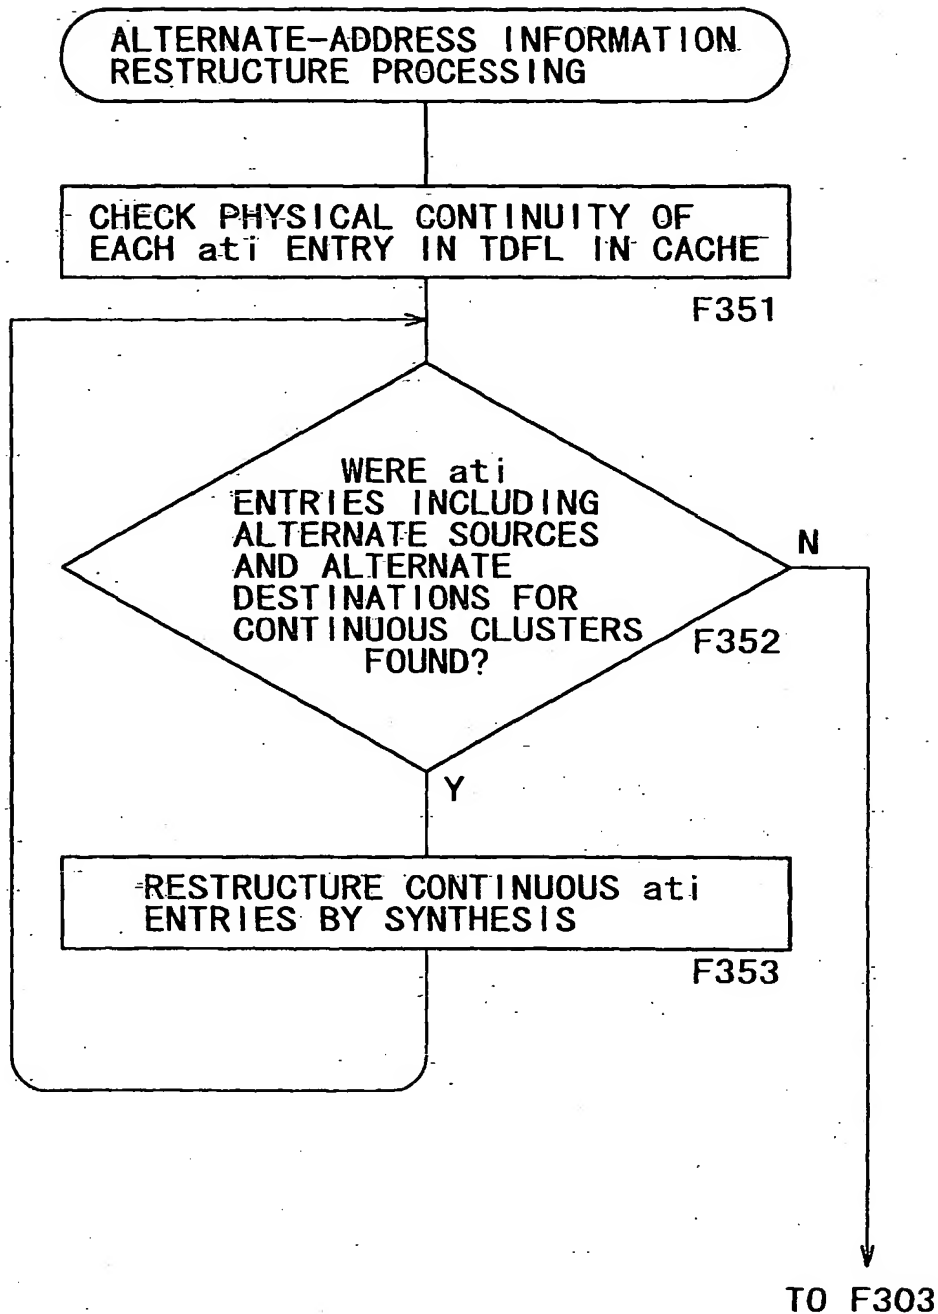 ALTERNATE-ADDRESS INFORMATION
RESTRUCTURE PROCESSING
CHECK PHYSICAL CONTINUITY OF
EACH ati ENTRY IN TDFL IN CACHE
F351
WERE ati
ENTRIES INCLUDING
ALTERNATE SOURCES
AND ALTERNATE
DESTINATIONS FOR
CONTINUOUS CLUSTERS
FOUND?
N
F352
Y
RESTRUCTURE CONTINUOUS ati
ENTRIES BY SYNTHESIS
F353
TO F303